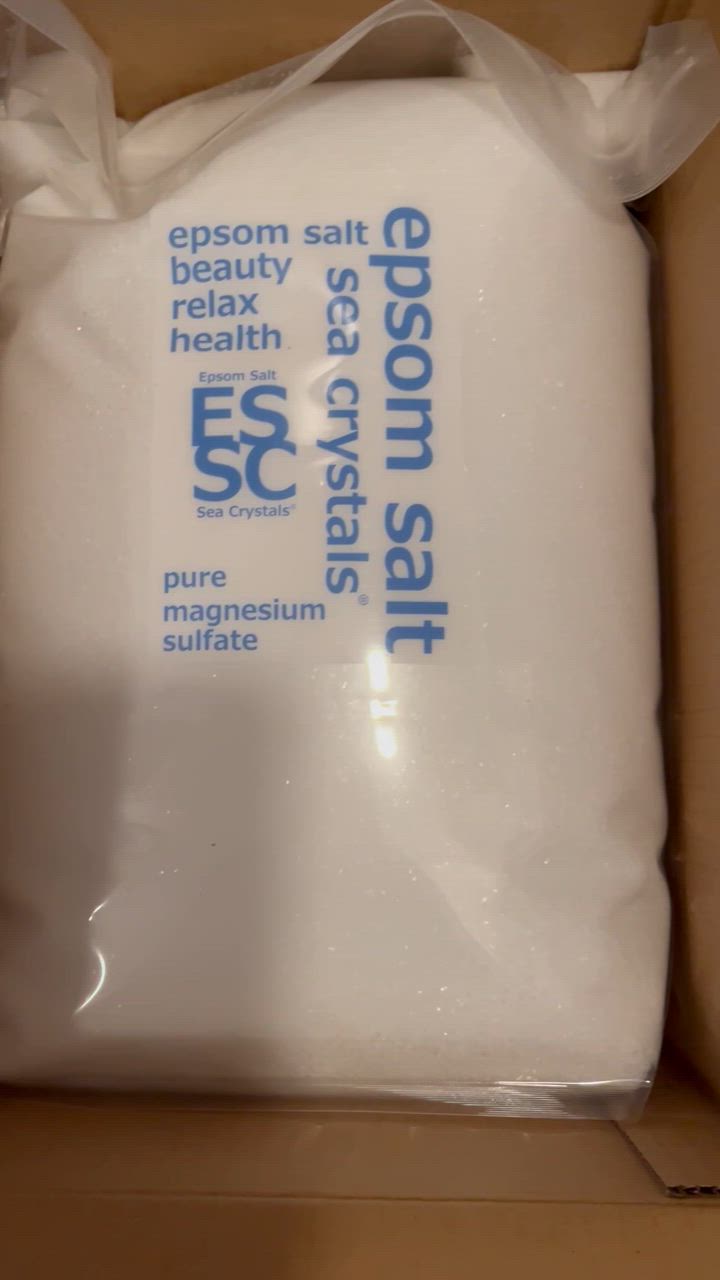 epsom salt
beauty
relax
health
Epsom Salt
ES
SC
Sea Crystals®
pure
magnesium
sulfate
epsom salt
sea crystals®